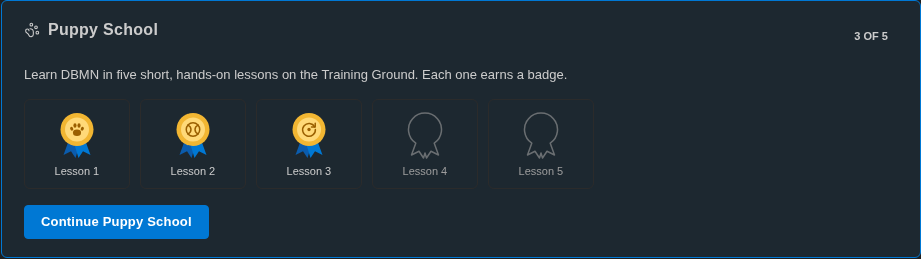 Puppy School
3 OF 5
Learn DBMN in five short, hands-on lessons on the Training Ground. Each one earns a badge.
Lesson 1
Lesson 2
Lesson 3
Lesson 4
Lesson 5
Continue Puppy School